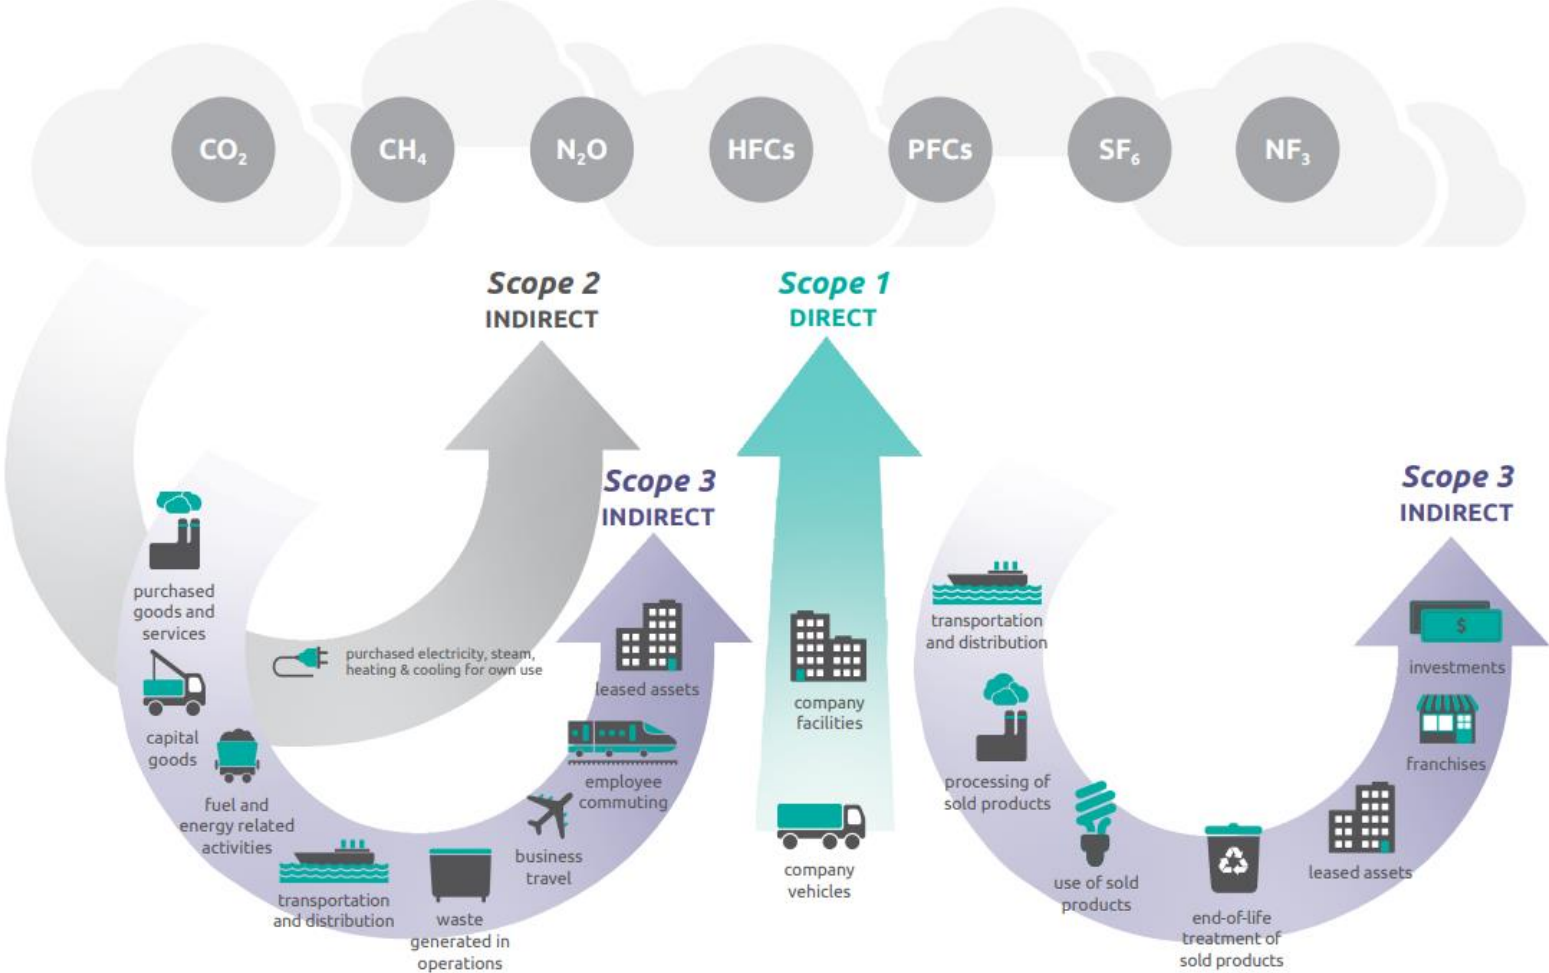 CO₂
CH₄
N₂O
HFCs
PFCs
SF₆
NF₃
Scope 2
INDIRECT
Scope 1
DIRECT
Scope 3
INDIRECT
Scope 3
INDIRECT
purchased
goods and
services
capital
goods
fuel and
energy related
activities
transportation
and distribution
waste
generated in
operations
business
travel
employee
commuting
leased assets
purchased electricity, steam,
heating & cooling for own use
company
facilities
company
vehicles
transportation
and distribution
processing of
sold products
use of sold
products
end-of-life
treatment of
sold products
leased assets
franchises
investments
$